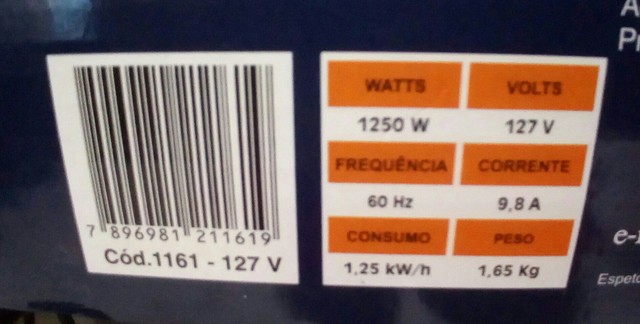 7 896981 211619
Cód.1161 - 127 V
WATTS VOLTS
1250 W 127 V
FREQUÊNCIA CORRENTE
60 Hz 9,8 A
CONSUMO PESO
1,25 kW/h 1,65 Kg